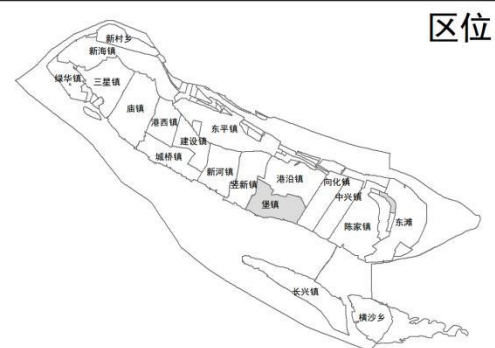 区位
新村乡
新海镇
绿华镇
三星镇
庙镇
港西镇
东平镇
建设镇
城桥镇
新河镇
竖新镇
港沿镇
堡镇
向化镇
中兴镇
陈家镇
东滩
长兴镇
横沙乡